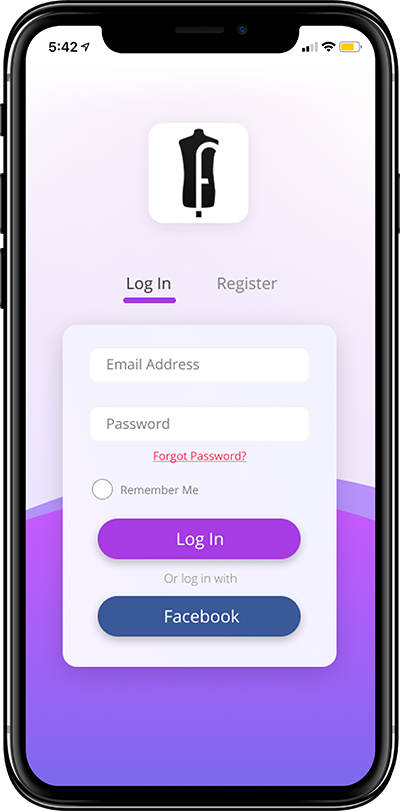 5:42
Log In Register
Email Address
Password
Forgot Password?
Remember Me
Log In
Or log in with
Facebook